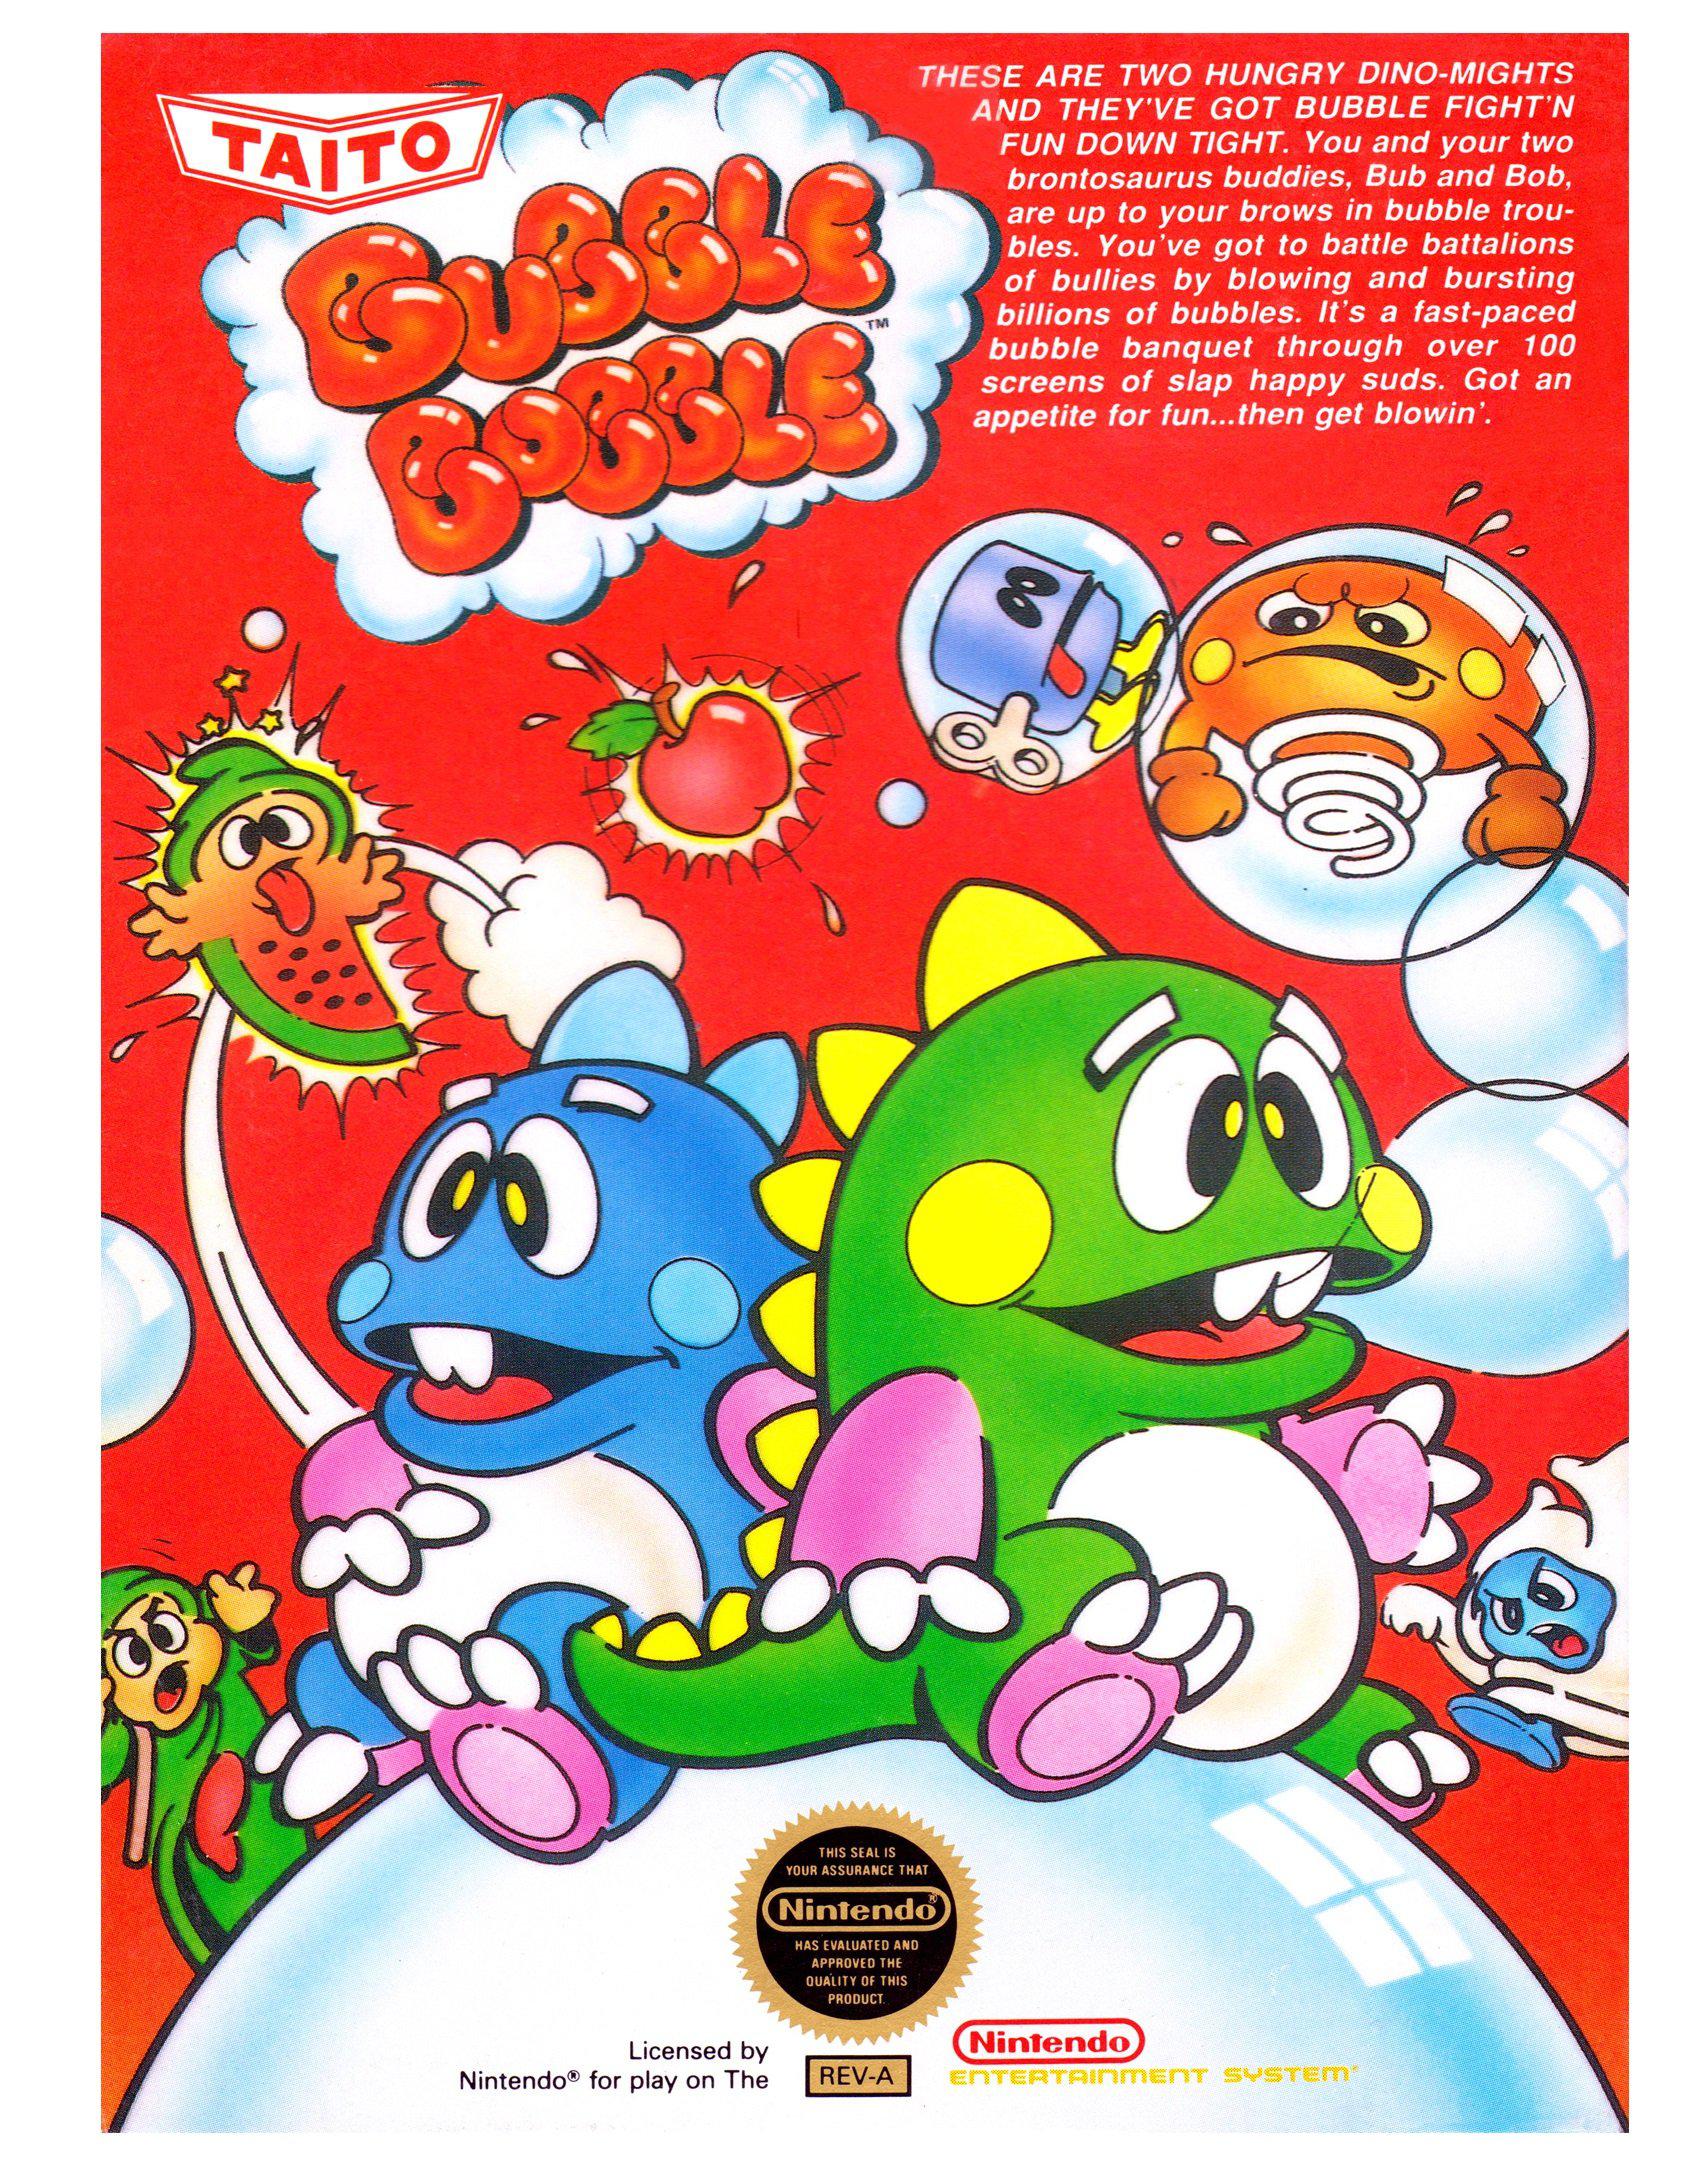 TAITO
BUBBLE
BOBBLE™
THESE ARE TWO HUNGRY DINO-MIGHTS
AND THEY'VE GOT BUBBLE FIGHT'N
FUN DOWN TIGHT. You and your two
brontosaurus buddies, Bub and Bob,
are up to your brows in bubble trou-
bles. You've got to battle battalions
of bullies by blowing and bursting
billions of bubbles. It's a fast-paced
bubble banquet through over 100
screens of slap happy suds. Got an
appetite for fun...then get blowin'.
THIS SEAL IS
YOUR ASSURANCE THAT
Nintendo®
HAS EVALUATED AND
APPROVED THE
QUALITY OF THIS
PRODUCT.
Licensed by
Nintendo® for play on The
REV-A
Nintendo
ENTERTAINMENT SYSTEM®